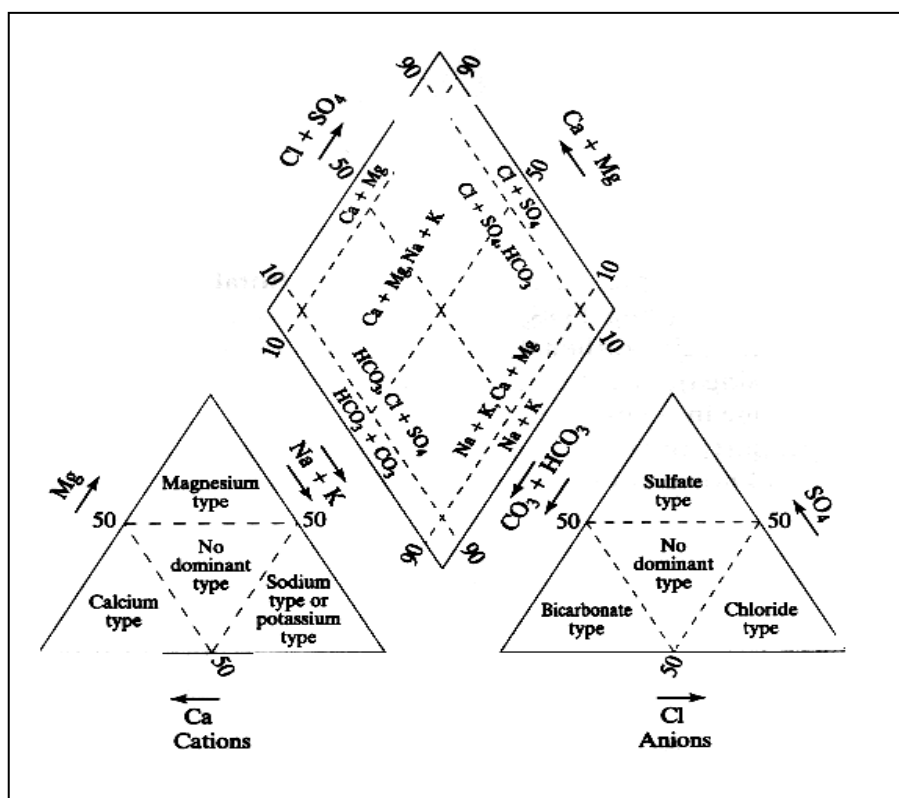 90
90
Cl + SO₄
Ca + Mg
50
50
Ca + Mg
Cl + SO₄
Cl + SO₄, HCO₃
Ca + Mg, Na + K
10
10
10
10
HCO₃, Cl + SO₄
HCO₃ + CO₃
Na + K, Ca + Mg
Na + K
90
90
Mg
Na + K
50
50
Magnesium
type
No
dominant
type
Calcium
type
Sodium
type or
potassium
type
50
Ca
Cations
CO₃ + HCO₃
SO₄
50
50
Sulfate
type
No
dominant
type
Bicarbonate
type
Chloride
type
50
Cl
Anions